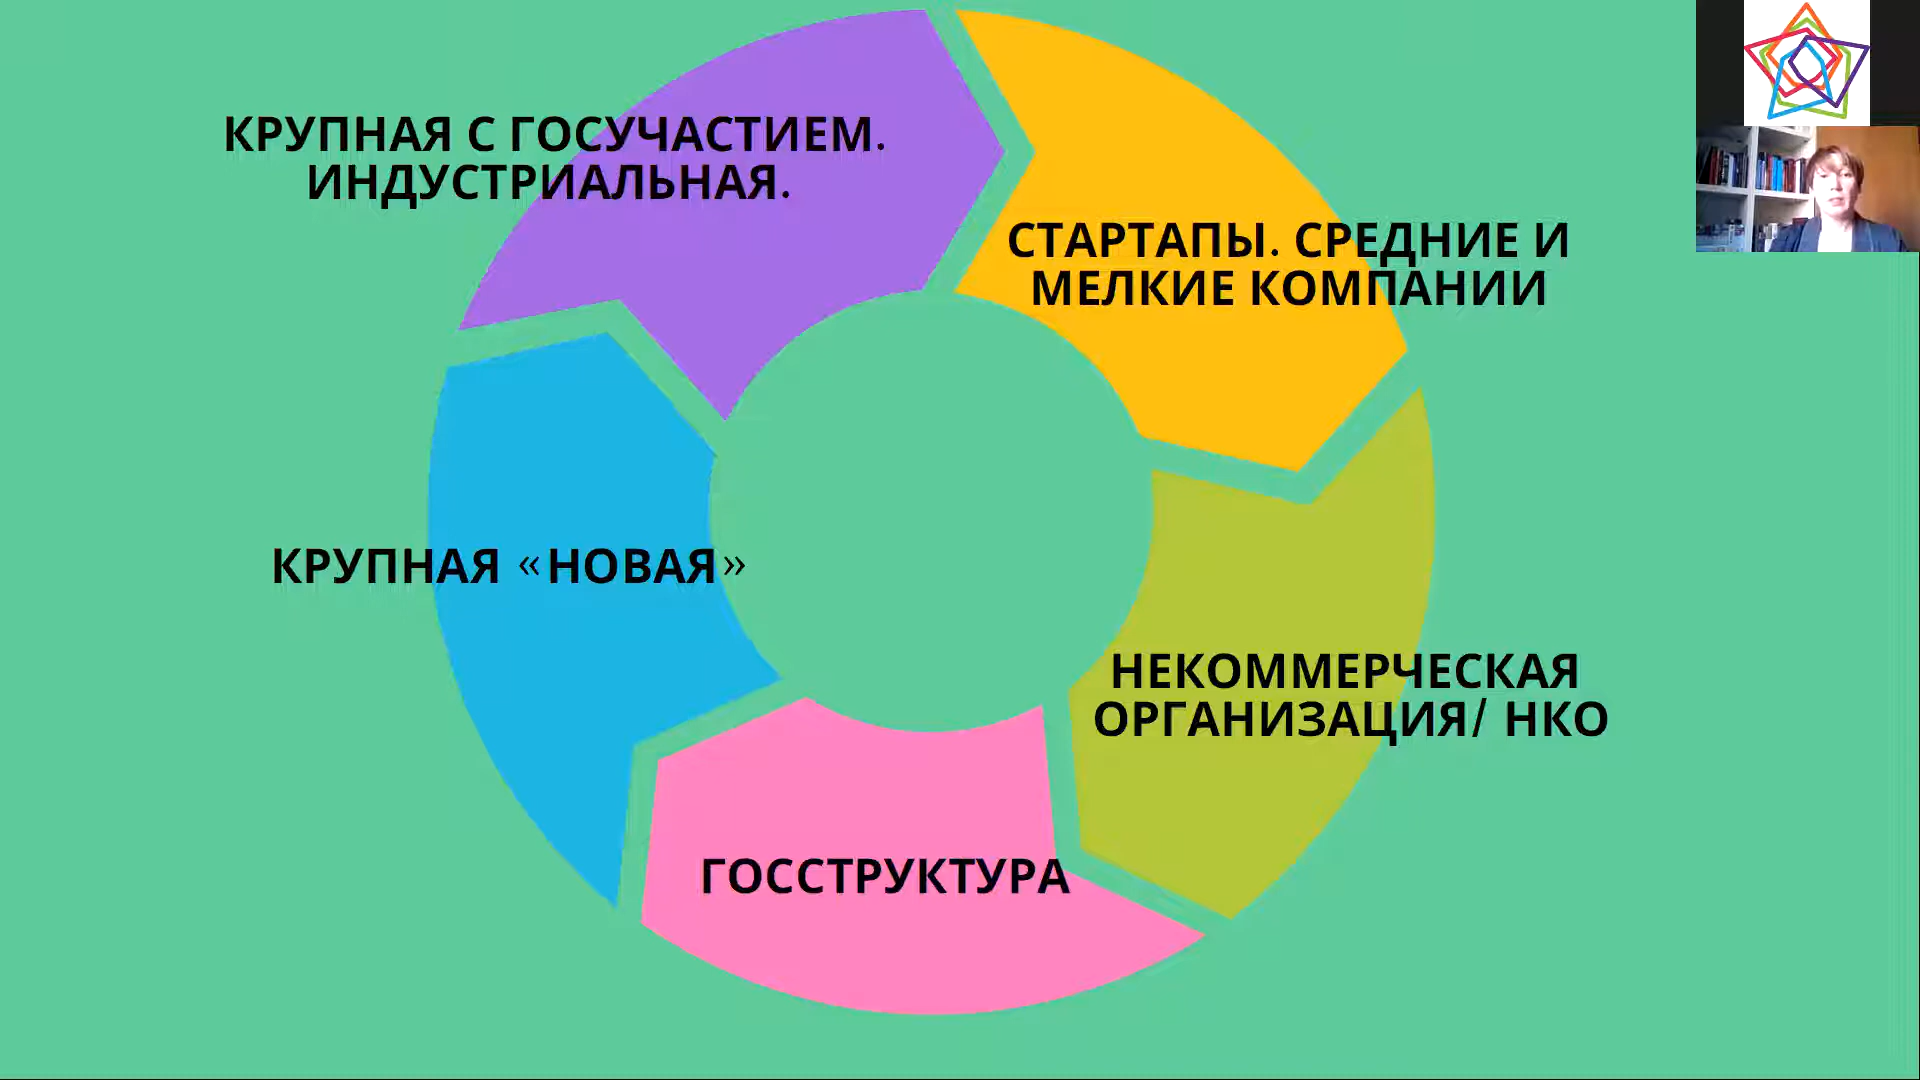 КРУПНАЯ С ГОСУЧАСТИЕМ.
ИНДУСТРИАЛЬНАЯ.
СТАРТАПЫ. СРЕДНИЕ И
МЕЛКИЕ КОМПАНИИ
КРУПНАЯ «НОВАЯ»
НЕКОММЕРЧЕСКАЯ
ОРГАНИЗАЦИЯ/ НКО
ГОССТРУКТУРА